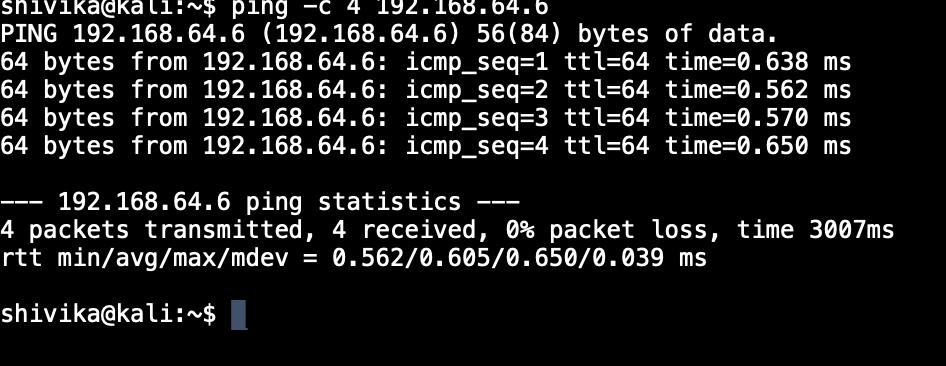 shivika@kali:~$ ping -c 4 192.168.64.6
PING 192.168.64.6 (192.168.64.6) 56(84) bytes of data.
64 bytes from 192.168.64.6: icmp_seq=1 ttl=64 time=0.638 ms
64 bytes from 192.168.64.6: icmp_seq=2 ttl=64 time=0.562 ms
64 bytes from 192.168.64.6: icmp_seq=3 ttl=64 time=0.570 ms
64 bytes from 192.168.64.6: icmp_seq=4 ttl=64 time=0.650 ms
--- 192.168.64.6 ping statistics ---
4 packets transmitted, 4 received, 0% packet loss, time 3007ms
rtt min/avg/max/mdev = 0.562/0.605/0.650/0.039 ms
shivika@kali:~$